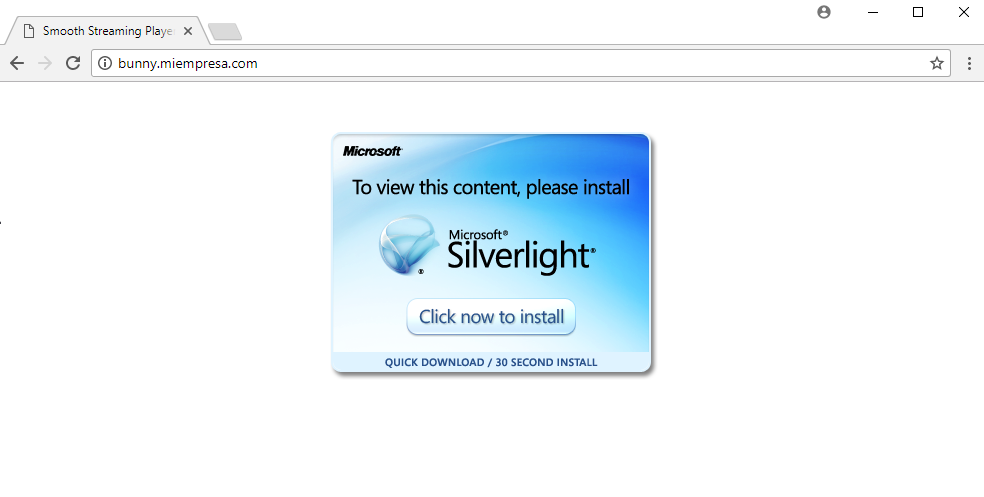 Smooth Streaming Playe
bunny.miempresa.com
Microsoft
To view this content, please install
Microsoft®
Silverlight®
®
Click now to install
QUICK DOWNLOAD / 30 SECOND INSTALL